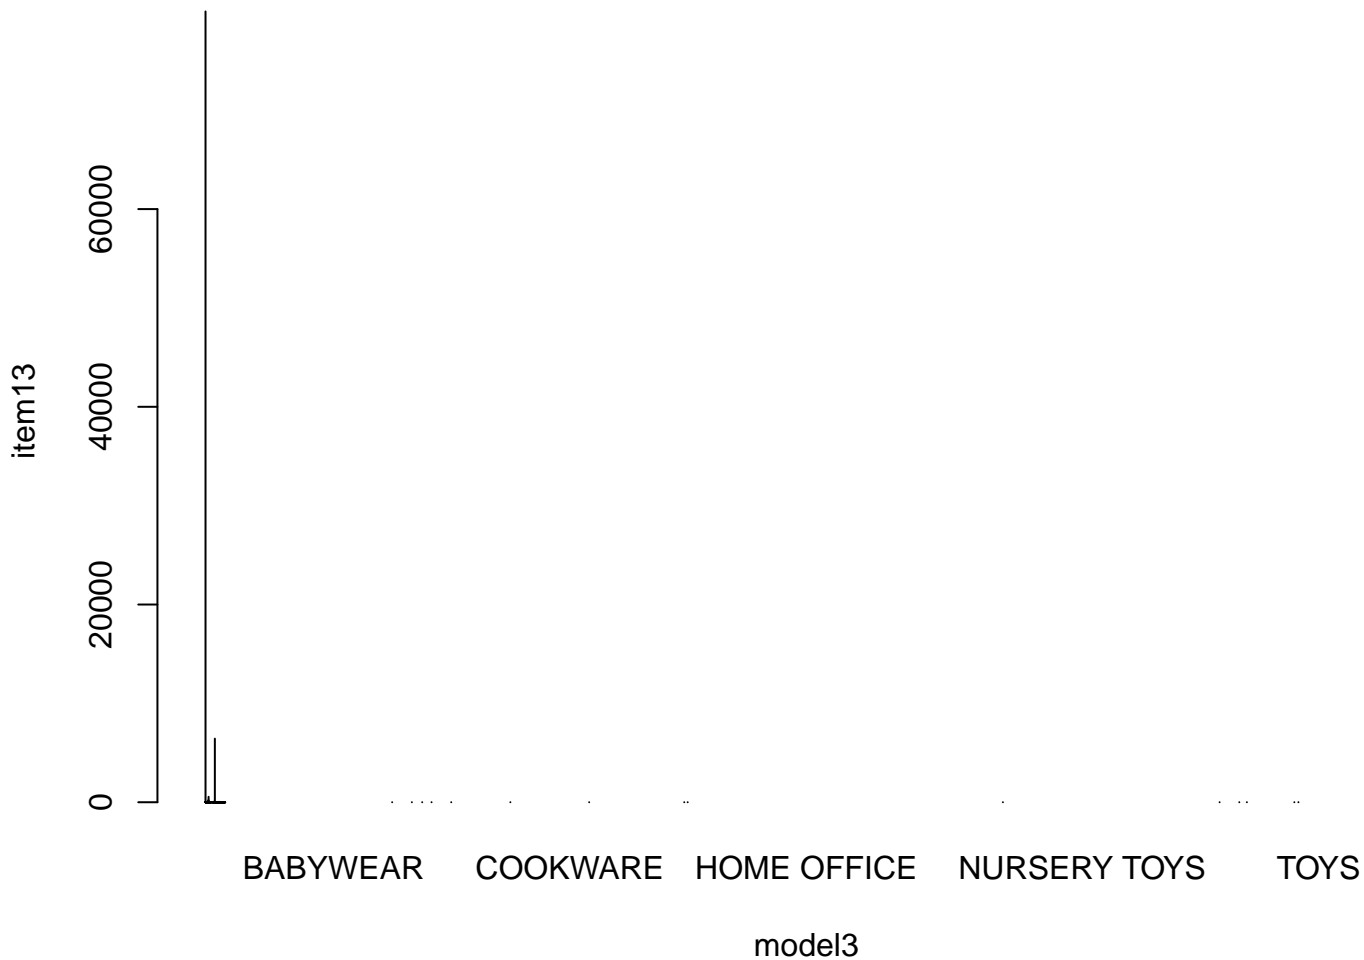 60000
40000
20000
0
item13
BABYWEAR COOKWARE HOME OFFICE NURSERY TOYS TOYS
model3